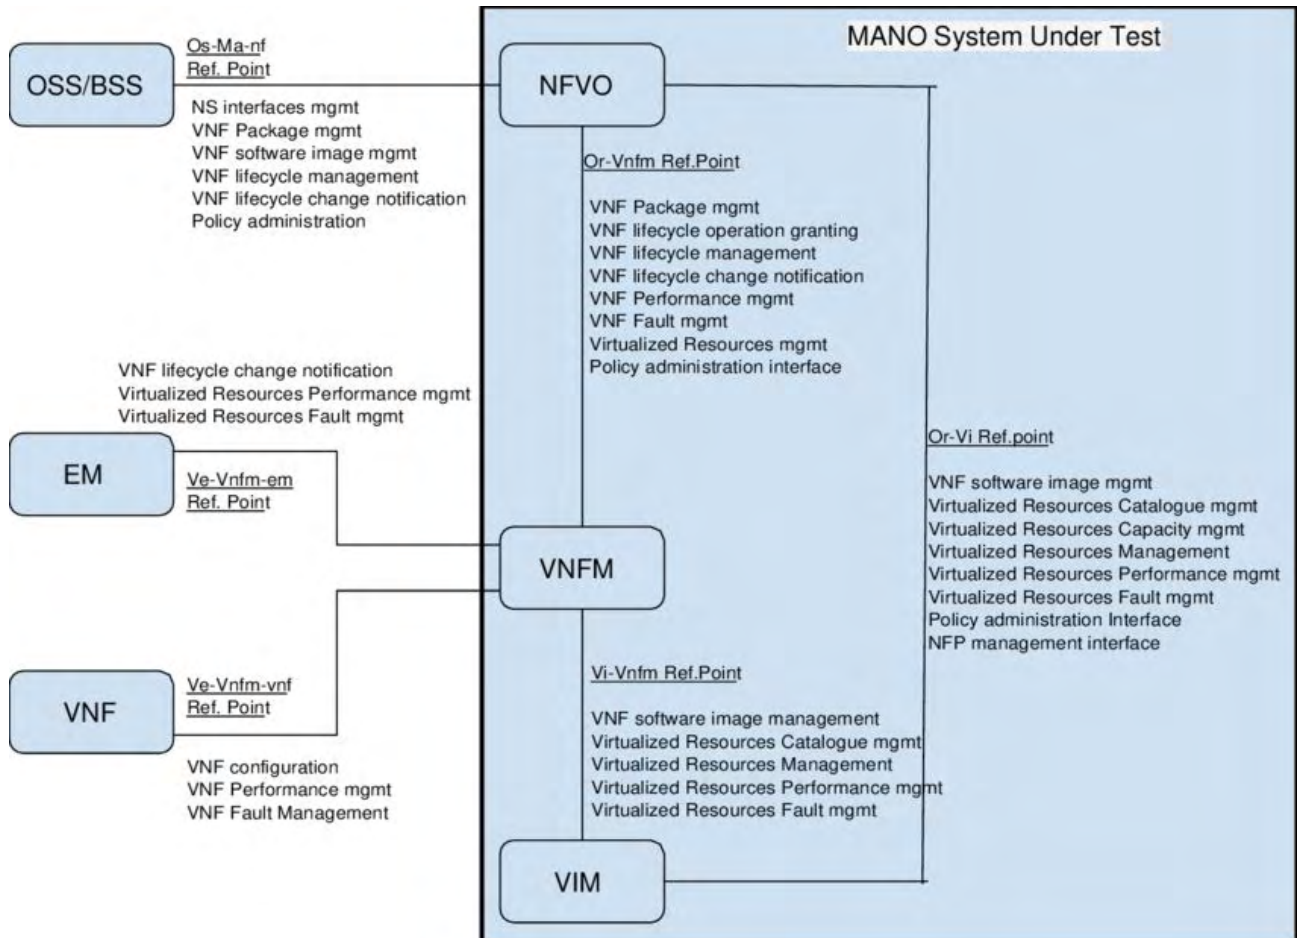 MANO System Under Test
OSS/BSS
Os-Ma-nf
Ref. Point
NS interfaces mgmt
VNF Package mgmt
VNF software image mgmt
VNF lifecycle management
VNF lifecycle change notification
Policy administration
NFVO
Or-Vnfm Ref.Point
VNF Package mgmt
VNF lifecycle operation granting
VNF lifecycle management
VNF lifecycle change notification
VNF Performance mgmt
VNF Fault mgmt
Virtualized Resources mgmt
Policy administration interface
VNF lifecycle change notification
Virtualized Resources Performance mgmt
Virtualized Resources Fault mgmt
EM
Ve-Vnfm-em
Ref. Point
Or-Vi Ref.point
VNF software image mgmt
Virtualized Resources Catalogue mgmt
Virtualized Resources Capacity mgmt
Virtualized Resources Management
Virtualized Resources Performance mgmt
Virtualized Resources Fault mgmt
Policy administration Interface
NFP management interface
VNFM
VNF
Ve-Vnfm-vnf
Ref. Point
VNF configuration
VNF Performance mgmt
VNF Fault Management
Vi-Vnfm Ref.Point
VNF software image management
Virtualized Resources Catalogue mgmt
Virtualized Resources Management
Virtualized Resources Performance mgmt
Virtualized Resources Fault mgmt
VIM